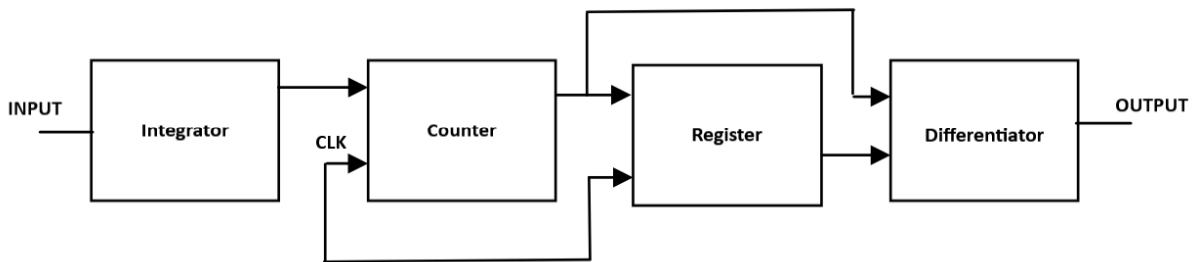 INPUT
Integrator
CLK
Counter
Register
Differentiator
OUTPUT